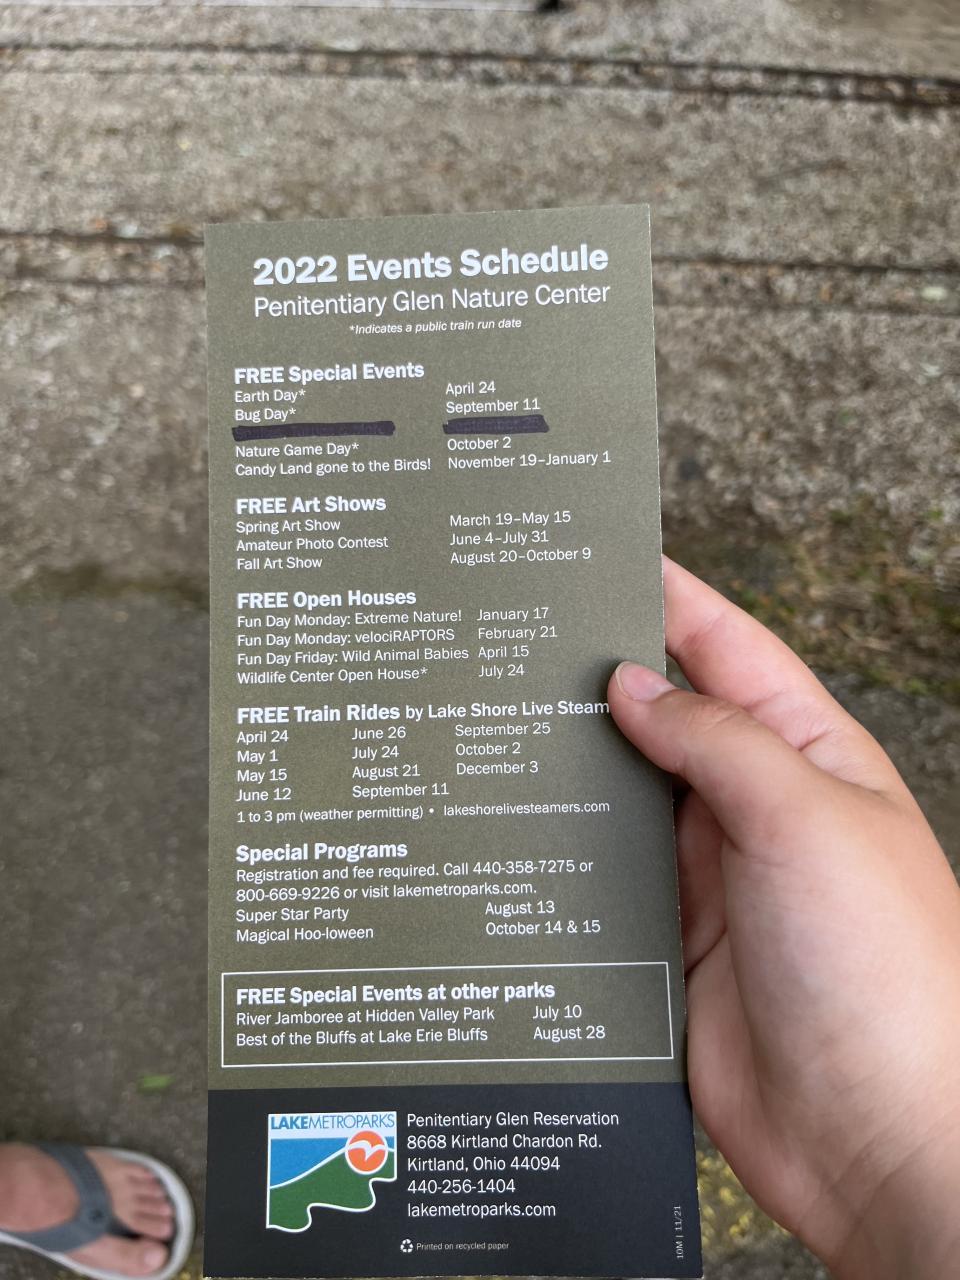 2022 Events Schedule
Penitentiary Glen Nature Center
*Indicates a public train run date
FREE Special Events
Earth Day* April 24
Bug Day* September 11
Nature Game Day* October 2
Candy Land gone to the Birds! November 19–January 1
FREE Art Shows
Spring Art Show March 19–May 15
Amateur Photo Contest June 4–July 31
Fall Art Show August 20–October 9
FREE Open Houses
Fun Day Monday: Extreme Nature! January 17
Fun Day Monday: velociRAPTORS February 21
Fun Day Friday: Wild Animal Babies April 15
Wildlife Center Open House* July 24
FREE Train Rides by Lake Shore Live Steam
April 24 June 26 September 25
May 1 July 24 October 2
May 15 August 21 December 3
June 12 September 11
1 to 3 pm (weather permitting) • lakeshorelivesteamers.com
Special Programs
Registration and fee required. Call 440-358-7275 or
800-669-9226 or visit lakemetroparks.com.
Super Star Party August 13
Magical Hoo-loween October 14 & 15
FREE Special Events at other parks
River Jamboree at Hidden Valley Park July 10
Best of the Bluffs at Lake Erie Bluffs August 28
LAKEMETROPARKS
Penitentiary Glen Reservation
8668 Kirtland Chardon Rd.
Kirtland, Ohio 44094
440-256-1404
lakemetroparks.com
Printed on recycled paper
10M | 11/21